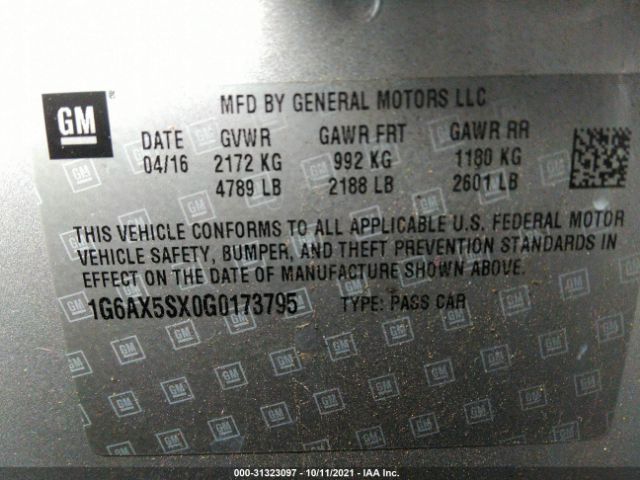 GM
®
MFD BY GENERAL MOTORS LLC
DATE GVWR GAWR FRT GAWR RR
04/16 2172 KG 992 KG 1180 KG
4789 LB 2188 LB 2601 LB
THIS VEHICLE CONFORMS TO ALL APPLICABLE U.S. FEDERAL MOTOR
VEHICLE SAFETY, BUMPER, AND THEFT PREVENTION STANDARDS IN
EFFECT ON THE DATE OF MANUFACTURE SHOWN ABOVE.
1G6AX5SX0G0173795 TYPE: PASS CAR
000-31323097 - 10/11/2021 - IAA Inc.